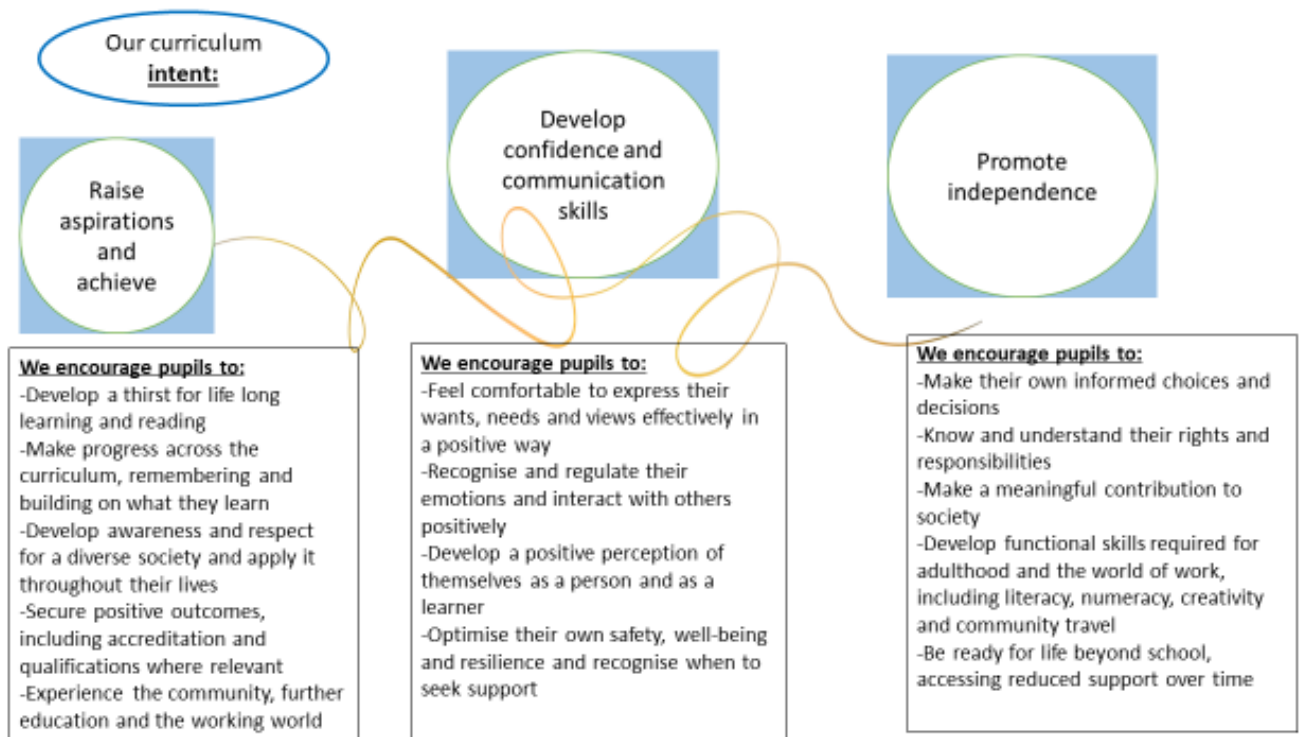 Our curriculum
intent:
Raise
aspirations
and
achieve
We encourage pupils to:
-Develop a thirst for life long
learning and reading
-Make progress across the
curriculum, remembering and
building on what they learn
-Develop awareness and respect
for a diverse society and apply it
throughout their lives
-Secure positive outcomes,
including accreditation and
qualifications where relevant
-Experience the community, further
education and the working world
Develop
confidence and
communication
skills
We encourage pupils to:
-Feel comfortable to express their
wants, needs and views effectively in
a positive way
-Recognise and regulate their
emotions and interact with others
positively
-Develop a positive perception of
themselves as a person and as a
learner
-Optimise their own safety, well-being
and resilience and recognise when to
seek support
Promote
independence
We encourage pupils to:
-Make their own informed choices and
decisions
-Know and understand their rights and
responsibilities
-Make a meaningful contribution to
society
-Develop functional skills required for
adulthood and the world of work,
including literacy, numeracy, creativity
and community travel
-Be ready for life beyond school,
accessing reduced support over time